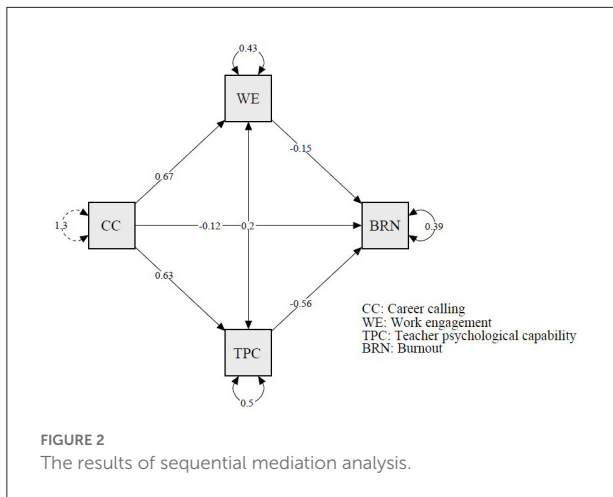 0.43
WE
0.67
-0.15
1.3
CC
-0.12
0.2
BRN
0.39
0.63
-0.56
TPC
0.5
CC: Career calling
WE: Work engagement
TPC: Teacher psychological capability
BRN: Burnout
FIGURE 2
The results of sequential mediation analysis.